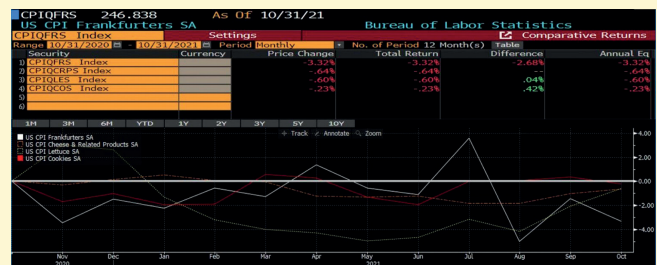 CPIQFRS 246.838 As Of 10/31/21
US CPI Frankfurters SA Bureau of Labor Statistics
CPIQFRS Index Settings Comparative Returns
Range 10/31/2020 - 10/31/2021 Period Monthly No. of Period 12 Month(s) Table
Security Currency Price Change Total Return Difference Annual Eq
1) CPIQFRS Index -3.32% -3.32% -2.68% -3.32%
2) CPIQCRPS Index -.64% -.64% -- -.64%
3) CPIQLES Index -.60% -.60% .04% -.60%
4) CPIQCOS Index -.23% -.23% .42% -.23%
5)
6)
1M 3M 6M YTD 1Y 2Y 3Y 5Y 10Y
US CPI Frankfurters SA
US CPI Cheese & Related Products SA
US CPI Lettuce SA
US CPI Cookies SA
Track Annotate Zoom
4.00
2.00
-2.00
-4.00
Nov Dec Jan Feb Mar Apr May Jun Jul Aug Sep Oct
2020 2021